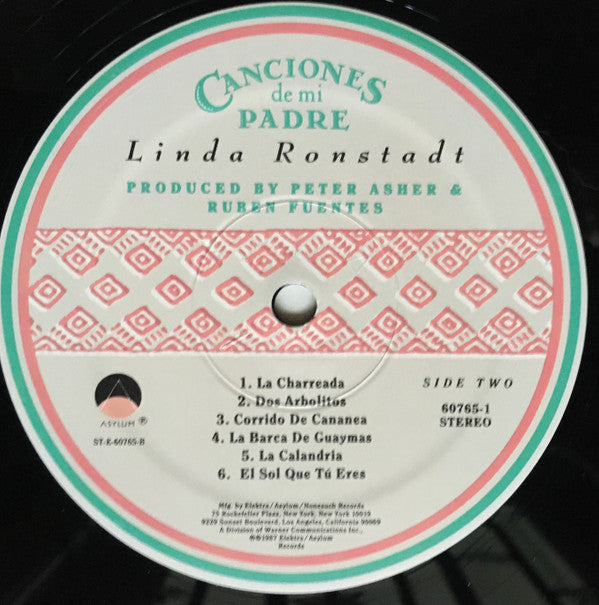 CANCIONES
de mi
PADRE
Linda Ronstadt
PRODUCED BY PETER ASHER &
RUBEN FUENTES
1. La Charreada
2. Dos Arbolitos
3. Corrido De Cananea
4. La Barca De Guaymas
5. La Calandria
6. El Sol Que Tú Eres
SIDE TWO
60765-1
STEREO
ASYLUM ®
ST-E-60765-B
Mfg. by Elektra/Asylum/Nonesuch Records
75 Rockefeller Plaza, New York, New York 10019
9229 Sunset Boulevard, Los Angeles, California 90069
A Division of Warner Communications Inc.,
℗©1987 Elektra/Asylum
Records